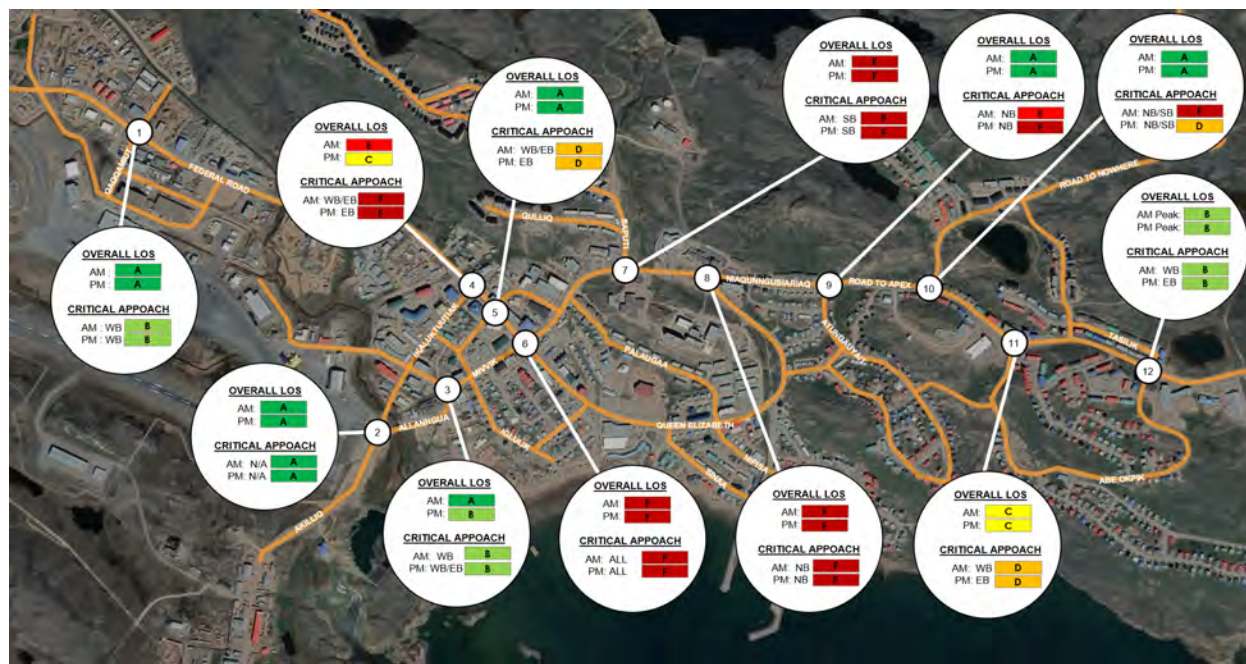 OVERALL LOS
AM: F
PM: F
CRITICAL APPOACH
AM: SB F
PM: SB F
OVERALL LOS
AM: A
PM: A
CRITICAL APPOACH
AM: NB E
PM: NB F
OVERALL LOS
AM: A
PM: A
CRITICAL APPOACH
AM: NB/SB F
PM: NB/SB D
OVERALL LOS
AM: A
PM: A
CRITICAL APPOACH
AM: WB/EB D
PM: EB D
OVERALL LOS
AM: E
PM: C
CRITICAL APPOACH
AM: WB/EB F
PM: EB F
1
FEDERAL ROAD
ROAD TO NOWHERE
QULLIQ
OVERALL LOS
AM Peak: B
PM Peak: B
CRITICAL APPOACH
AM: WB B
PM: EB B
OVERALL LOS
AM : A
PM : A
CRITICAL APPOACH
AM : WB B
PM : WB B
4
5
6
7
8
NIAQUNNGUSIARIAQ
9
ROAD TO APEX
10
11
TASIUK
12
MIVVIK
PALAUGAA
3
2
ALLANNGUA
QUEEN ELIZABETH
NIPISA
ABE OKPIK
AKILLIQ
OVERALL LOS
AM: A
PM: A
CRITICAL APPOACH
AM: N/A A
PM: N/A A
OVERALL LOS
AM: A
PM: B
CRITICAL APPOACH
AM: WB B
PM: WB/EB B
OVERALL LOS
AM: F
PM: F
CRITICAL APPOACH
AM: ALL F
PM: ALL F
OVERALL LOS
AM: F
PM: F
CRITICAL APPOACH
AM: NB F
PM: NB F
OVERALL LOS
AM: C
PM: C
CRITICAL APPOACH
AM: WB D
PM: EB D